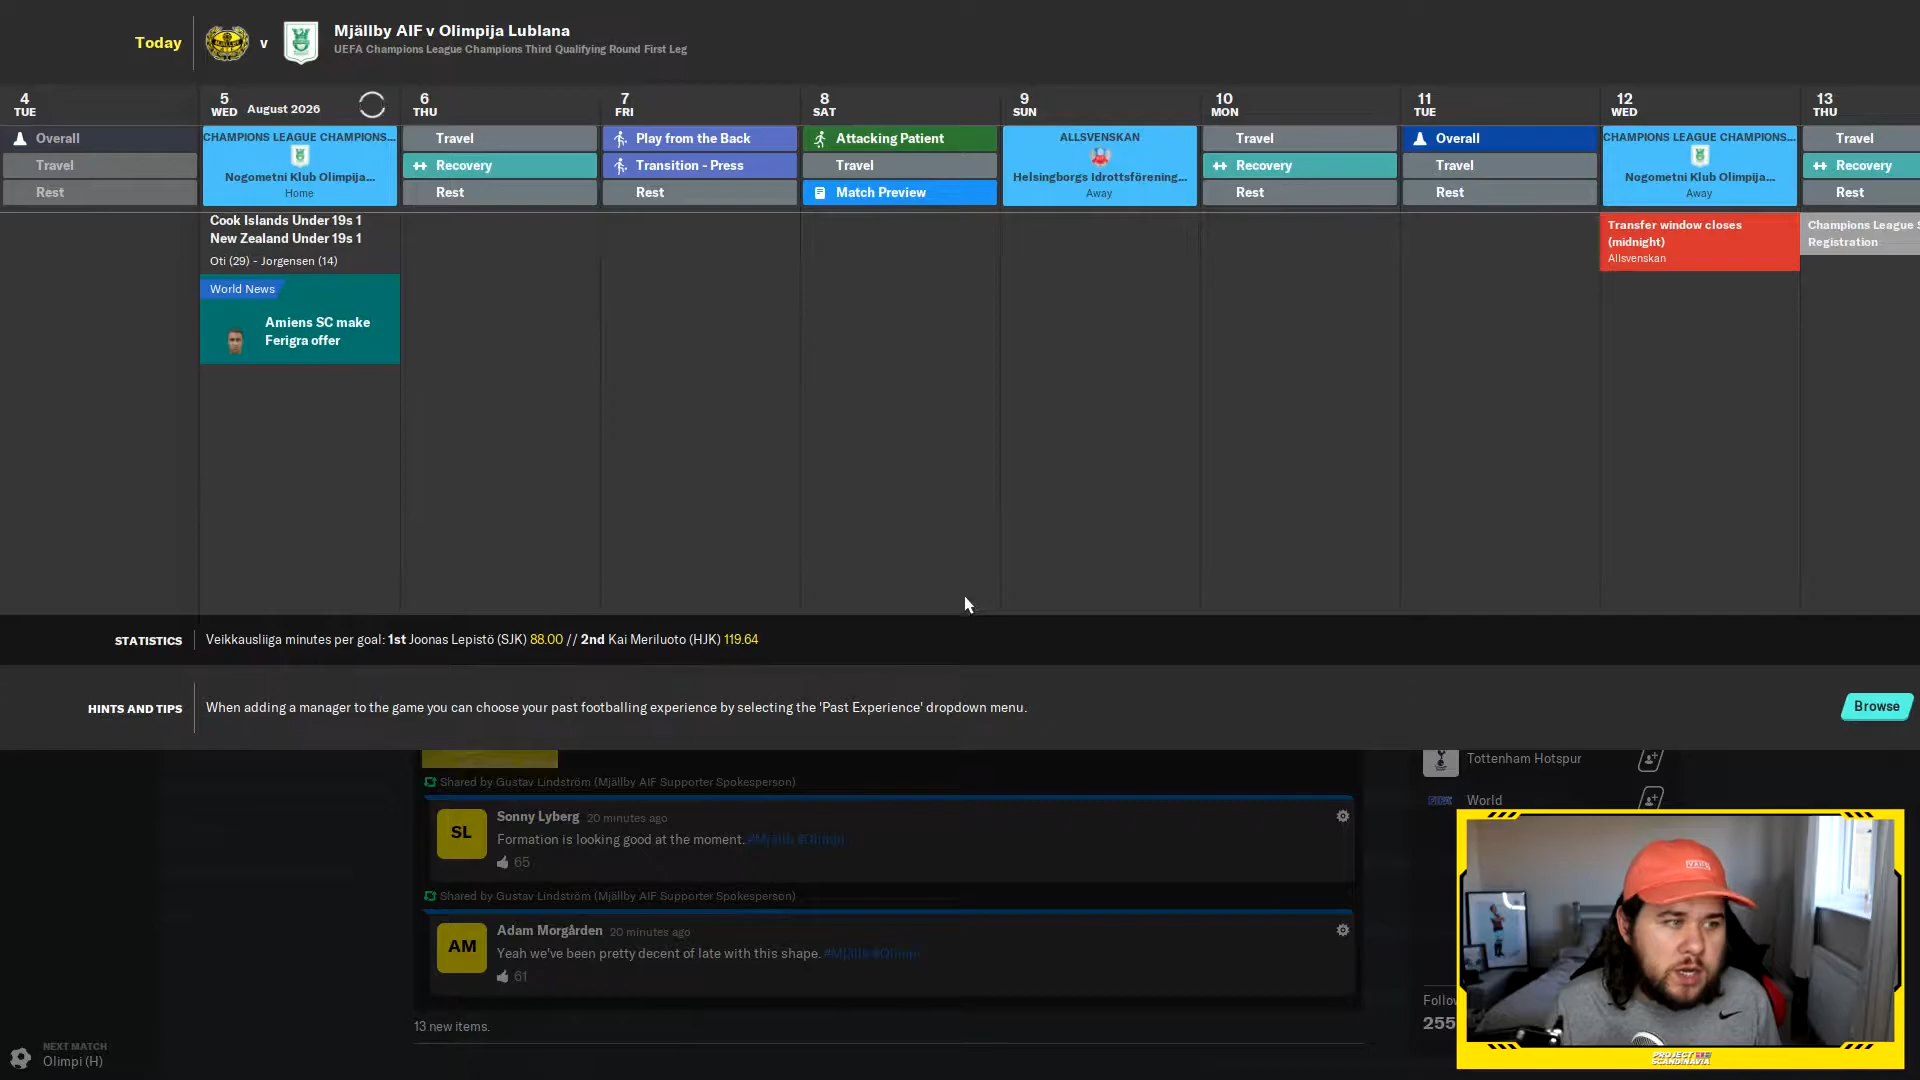 Today
v
Mjällby AIF v Olimpija Lublana
UEFA Champions League Champions Third Qualifying Round First Leg
4
TUE
5
WED August 2026
6
THU
7
FRI
8
SAT
9
SUN
10
MON
11
TUE
12
WED
13
THU
Overall
Travel
Rest
CHAMPIONS LEAGUE CHAMPIONS...
Nogometni Klub Olimpija...
Home
Travel
Recovery
Rest
Play from the Back
Transition - Press
Rest
Attacking Patient
Travel
Match Preview
ALLSVENSKAN
Helsingborgs Idrottsförening...
Away
Travel
Recovery
Rest
Overall
Travel
Rest
CHAMPIONS LEAGUE CHAMPIONS...
Nogometni Klub Olimpija...
Away
Travel
Recovery
Rest
Cook Islands Under 19s 1
New Zealand Under 19s 1
Oti (29) - Jorgensen (14)
World News
Amiens SC make
Ferigra offer
Transfer window closes
(midnight)
Allsvenskan
Champions League S
Registration
STATISTICS
Veikkausliiga minutes per goal: 1st Joonas Lepistö (SJK) 88.00 // 2nd Kai Meriluoto (HJK) 119.64
HINTS AND TIPS
When adding a manager to the game you can choose your past footballing experience by selecting the 'Past Experience' dropdown menu.
Browse
Shared by Gustav Lindström (Mjällby AIF Supporter Spokesperson)
SL
Sonny Lyberg 20 minutes ago
Formation is looking good at the moment. #Mjällb #Olimpi
65
Shared by Gustav Lindström (Mjällby AIF Supporter Spokesperson)
AM
Adam Morgården 20 minutes ago
Yeah we've been pretty decent of late with this shape. #Mjällb #Olimpi
61
13 new items.
Tottenham Hotspur
World
Follow
255
NEXT MATCH
Olimpi (H)
VANS
PROJECT
SCANDINAVIA